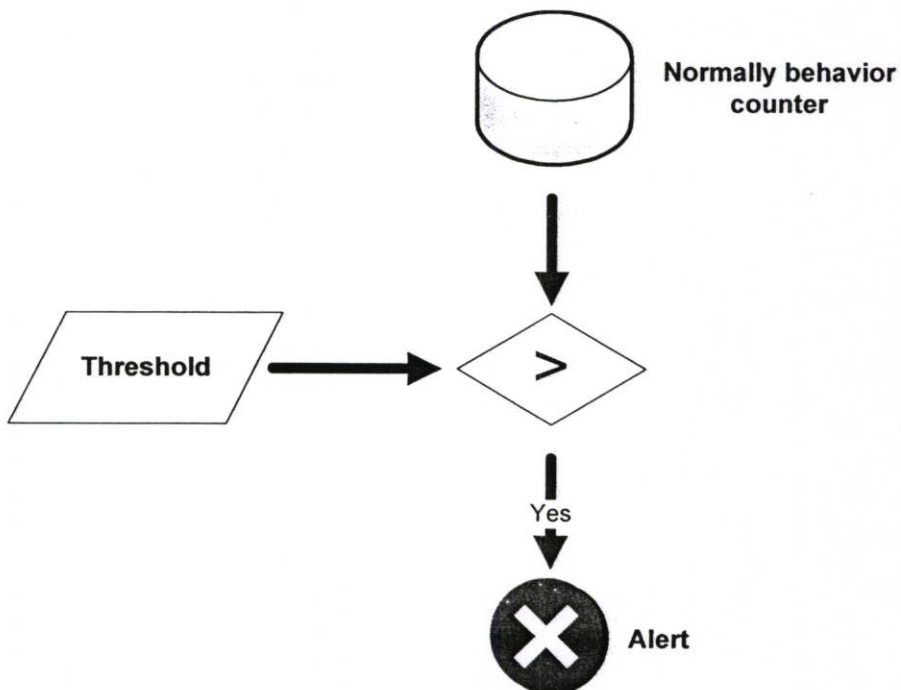 Normally behavior
counter
Threshold
>
Yes
Alert